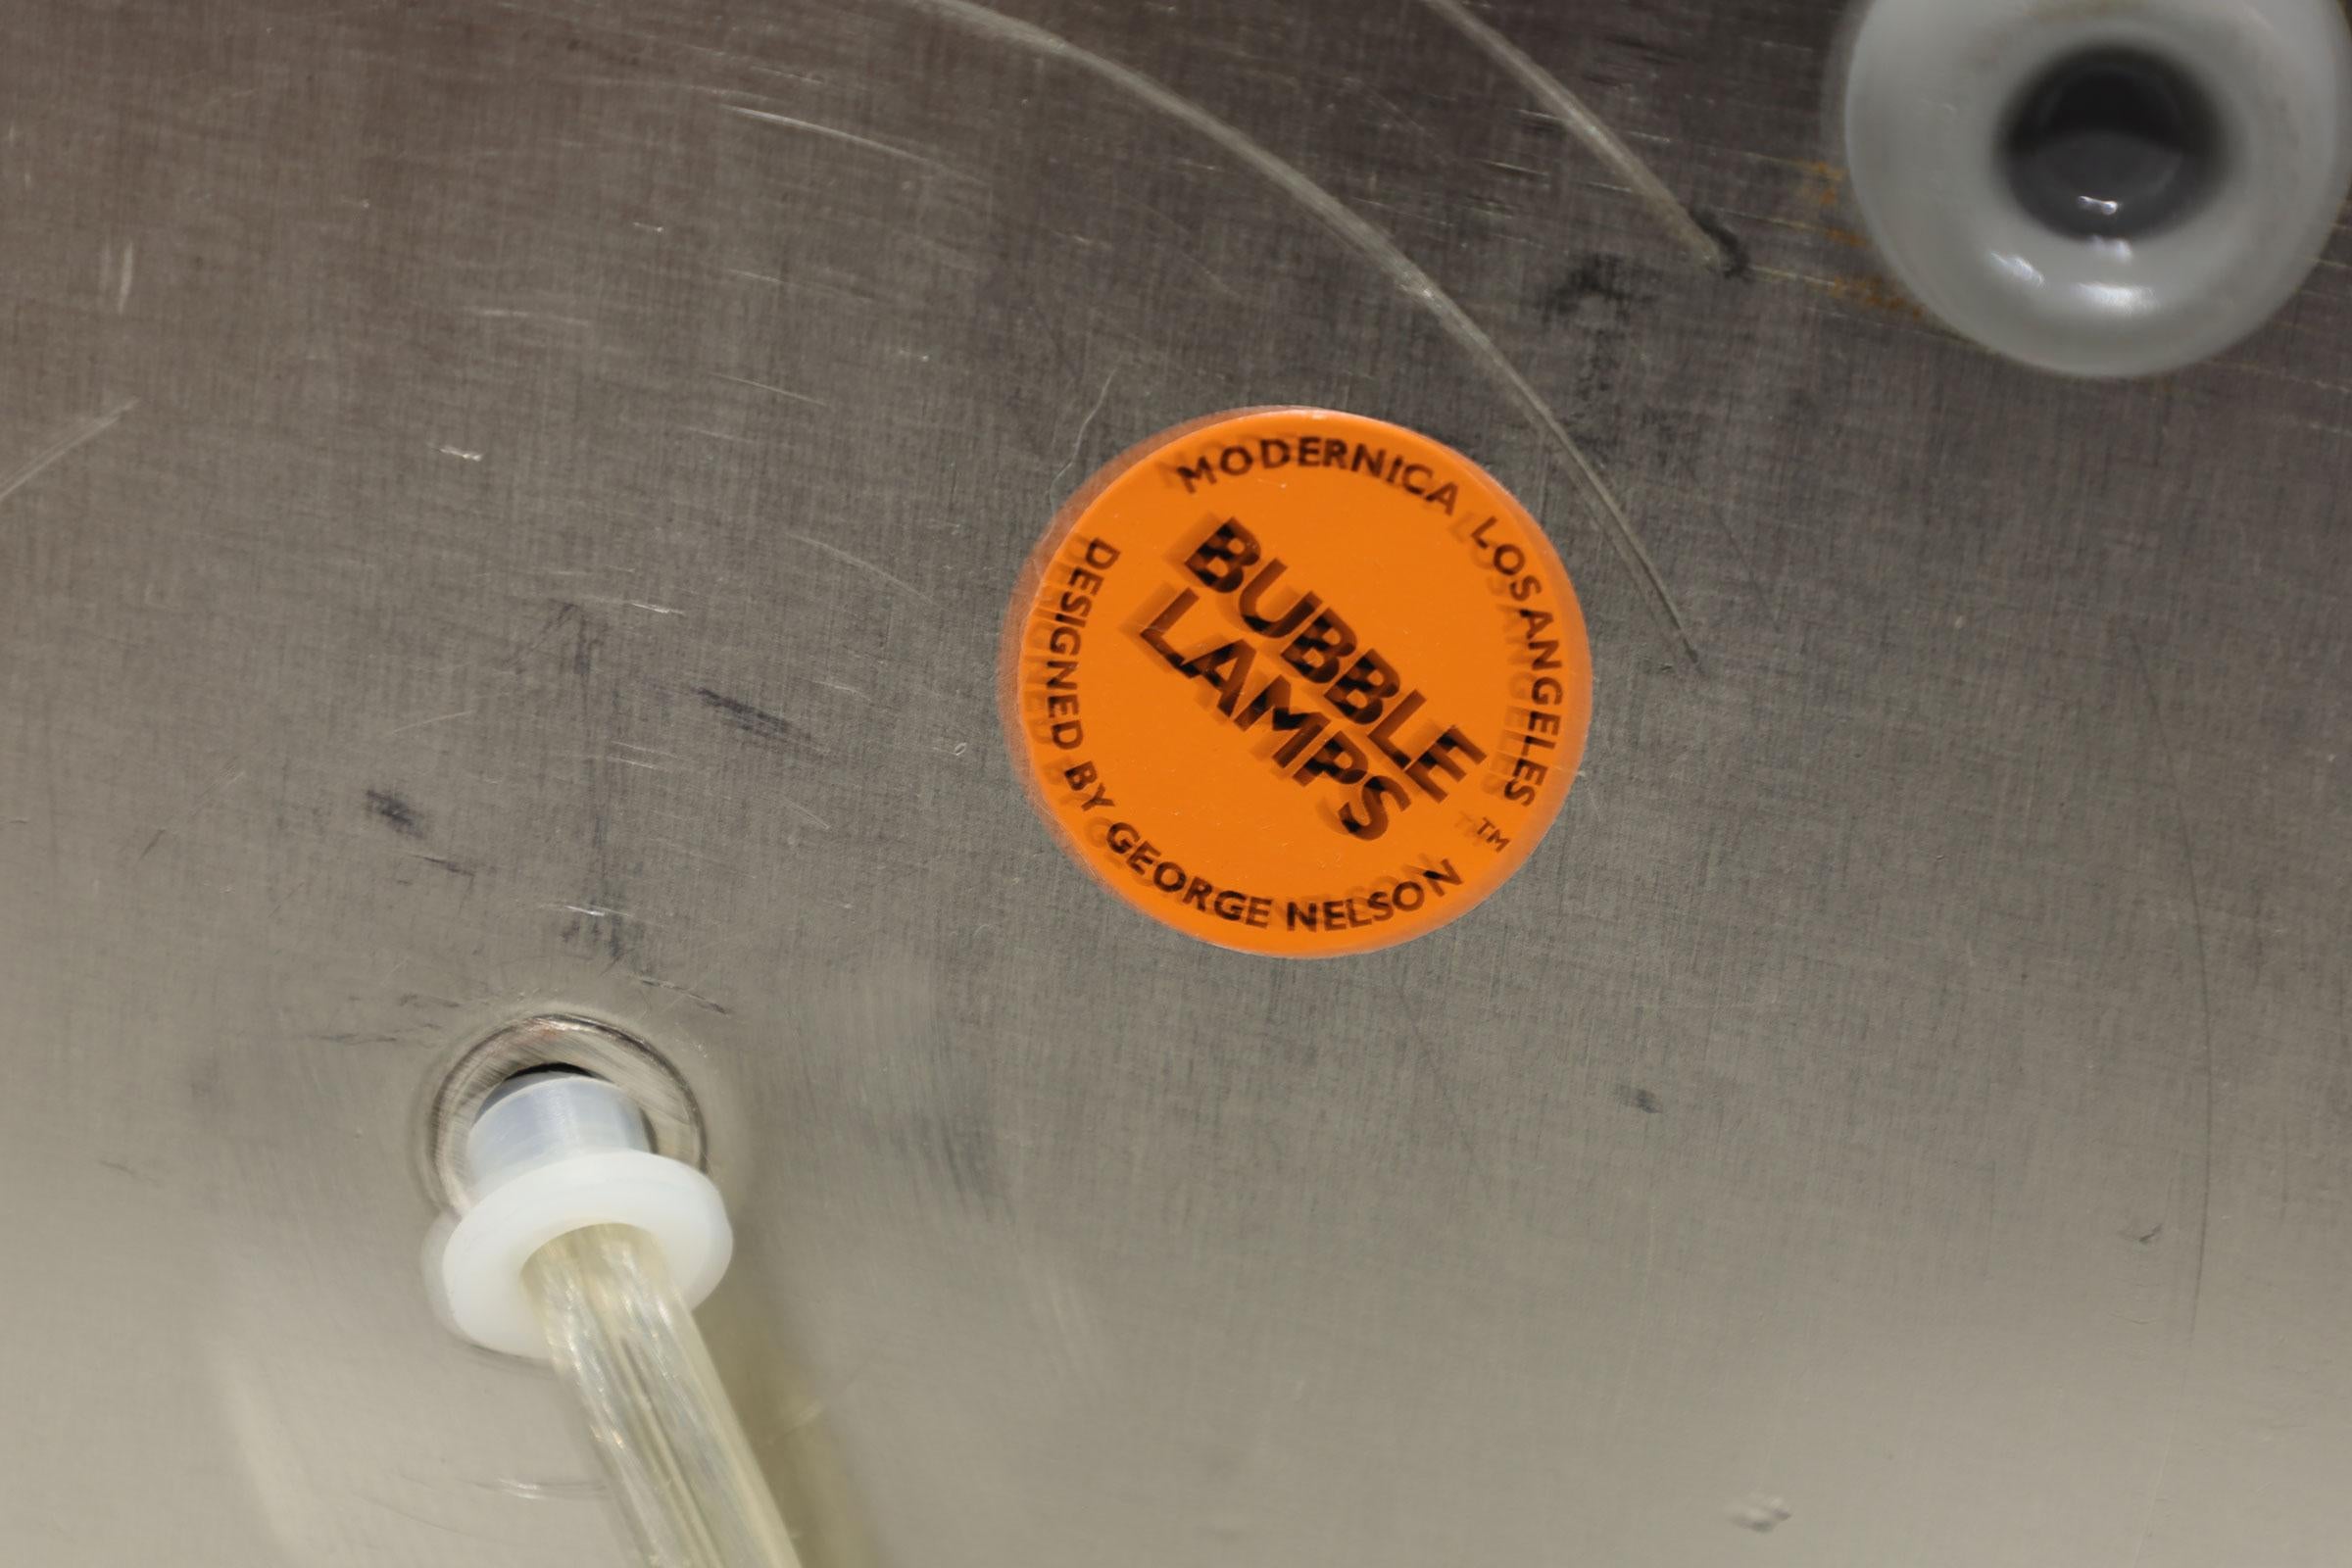 MODERNICA LOS ANGELES
BUBBLE
LAMPS
™
DESIGNED BY GEORGE NELSON